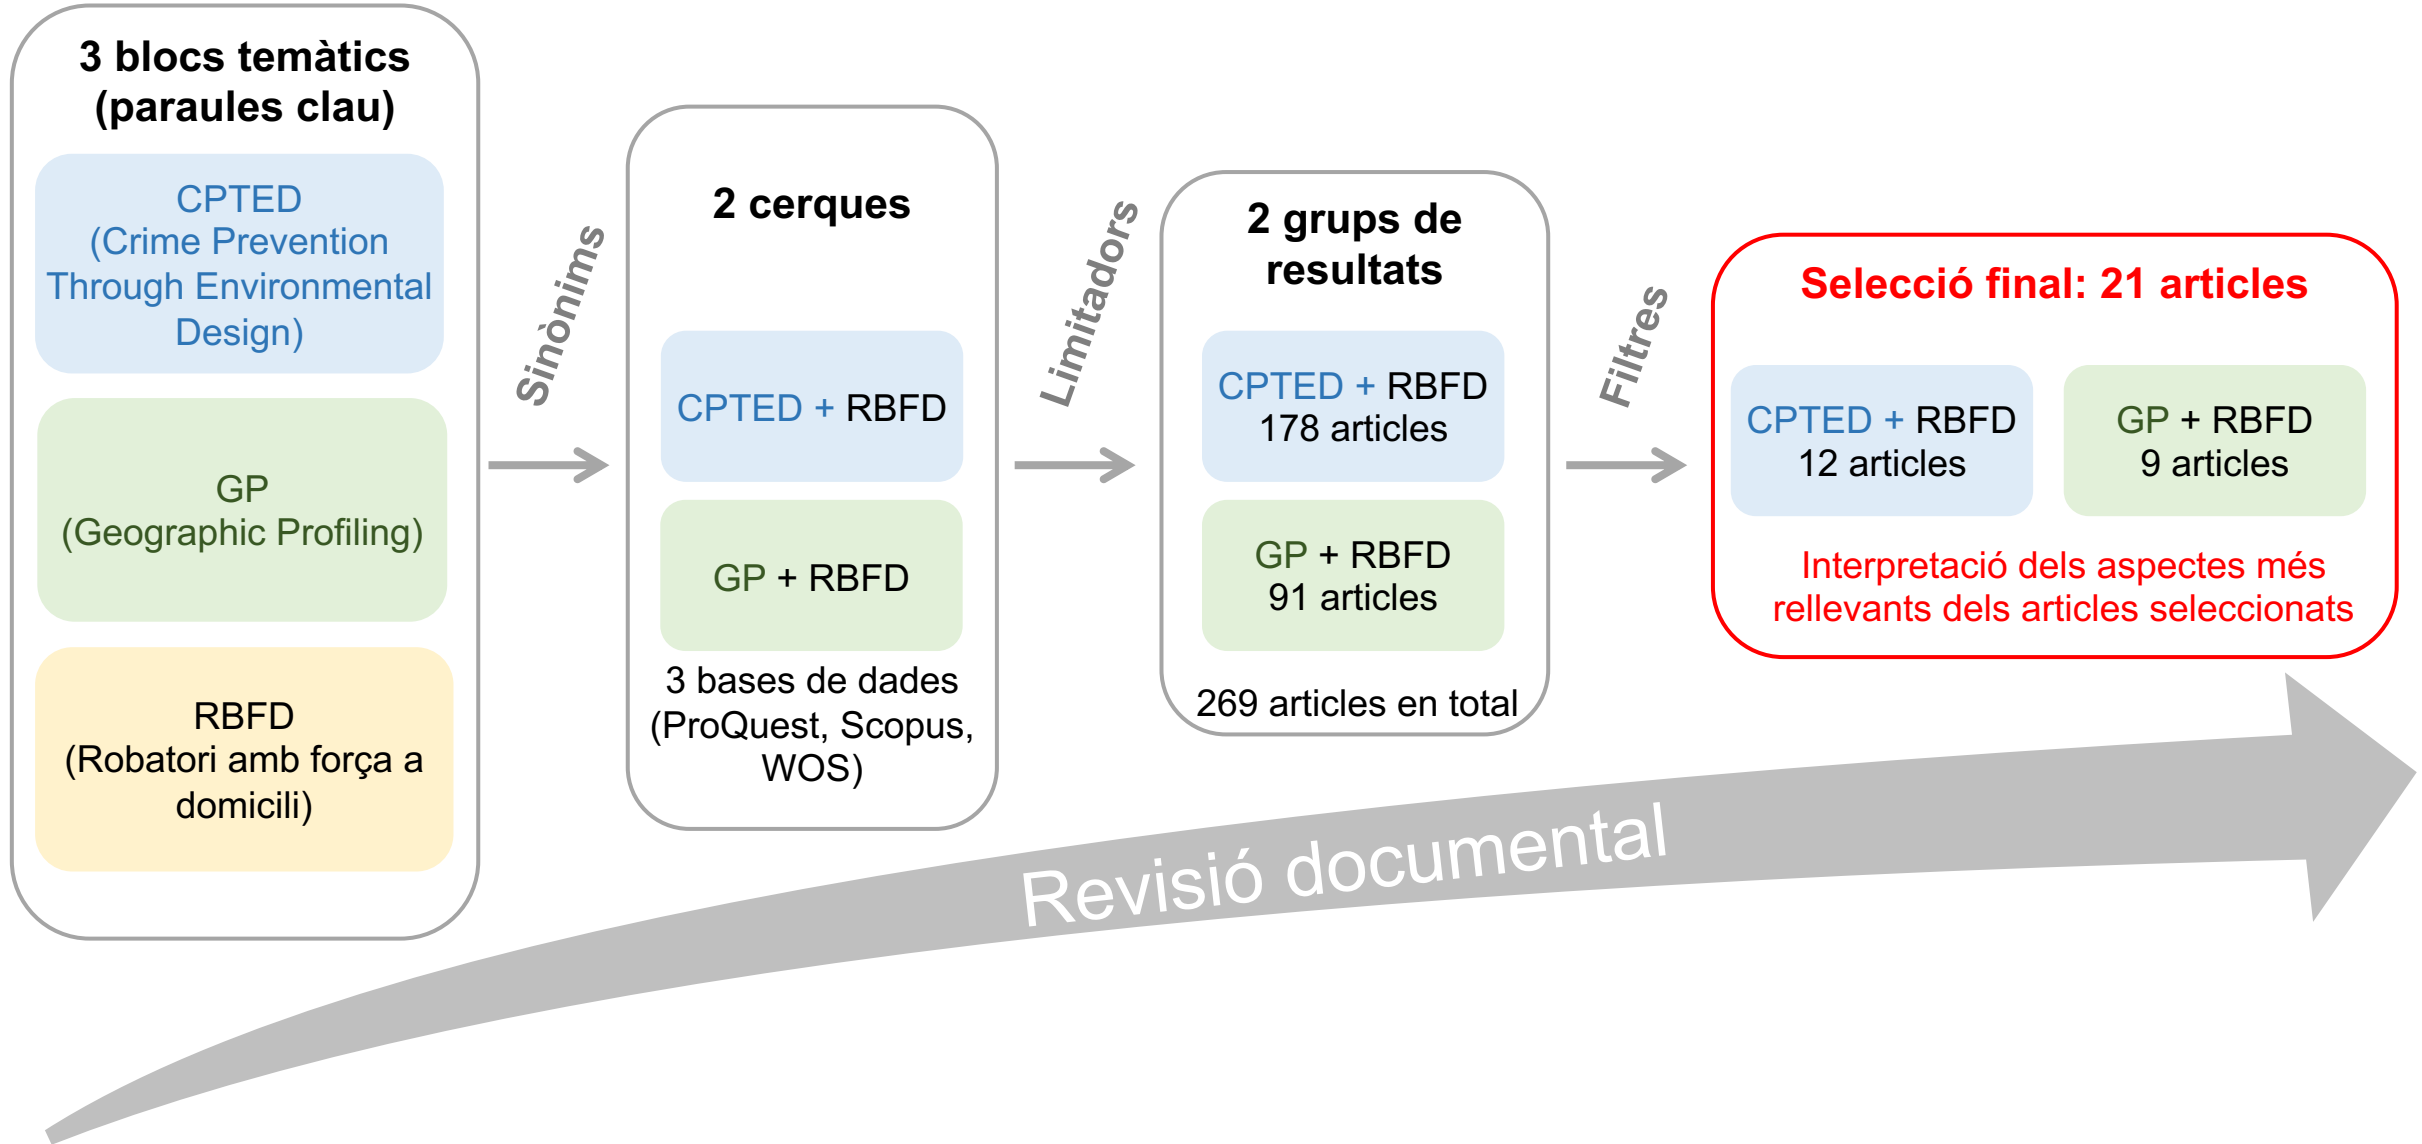 3 blocs temàtics
(paraules clau)
CPTED
(Crime Prevention
Through Environmental
Design)
GP
(Geographic Profiling)
RBFD
(Robatori amb força a
domicili)
Sinònims
2 cerques
CPTED + RBFD
GP + RBFD
3 bases de dades
(ProQuest, Scopus,
WOS)
Limitadors
2 grups de
resultats
CPTED + RBFD
178 articles
GP + RBFD
91 articles
269 articles en total
Filtres
Selecció final: 21 articles
CPTED + RBFD
12 articles
GP + RBFD
9 articles
Interpretació dels aspectes més
rellevants dels articles seleccionats
Revisió documental